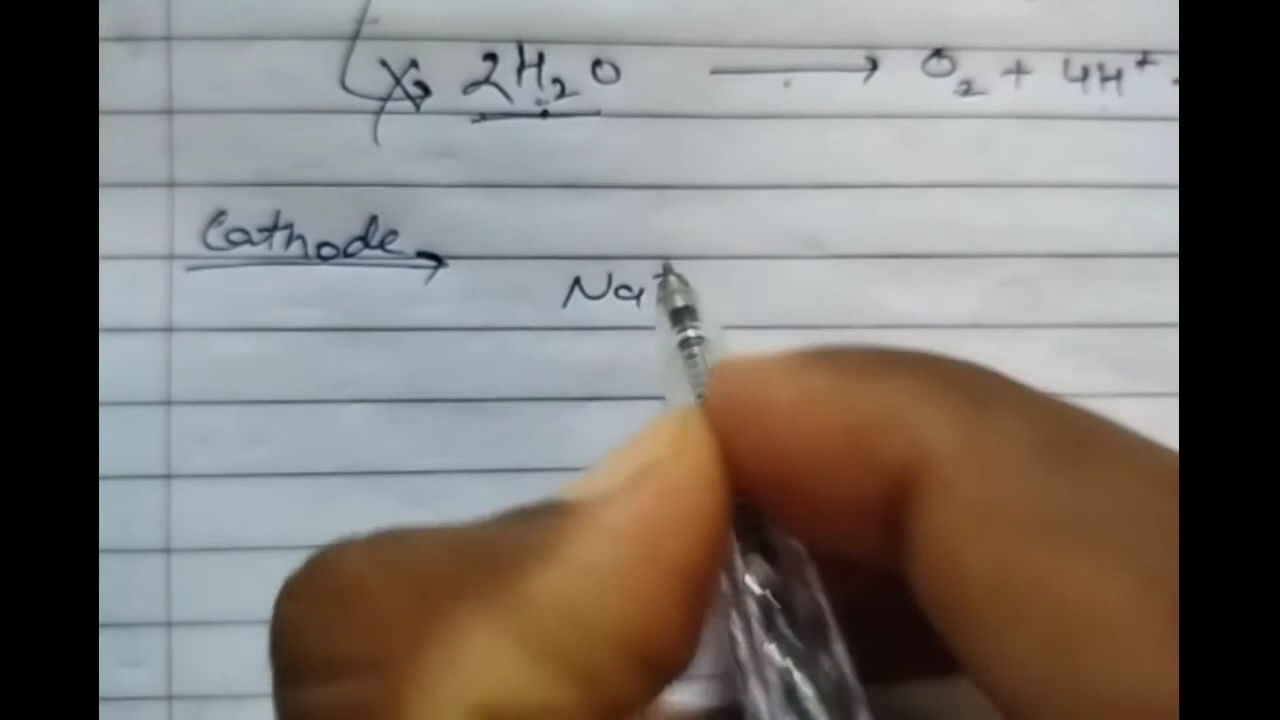 2H₂O ⟶ O₂ + 4H⁺
Cathode →
Na⁺